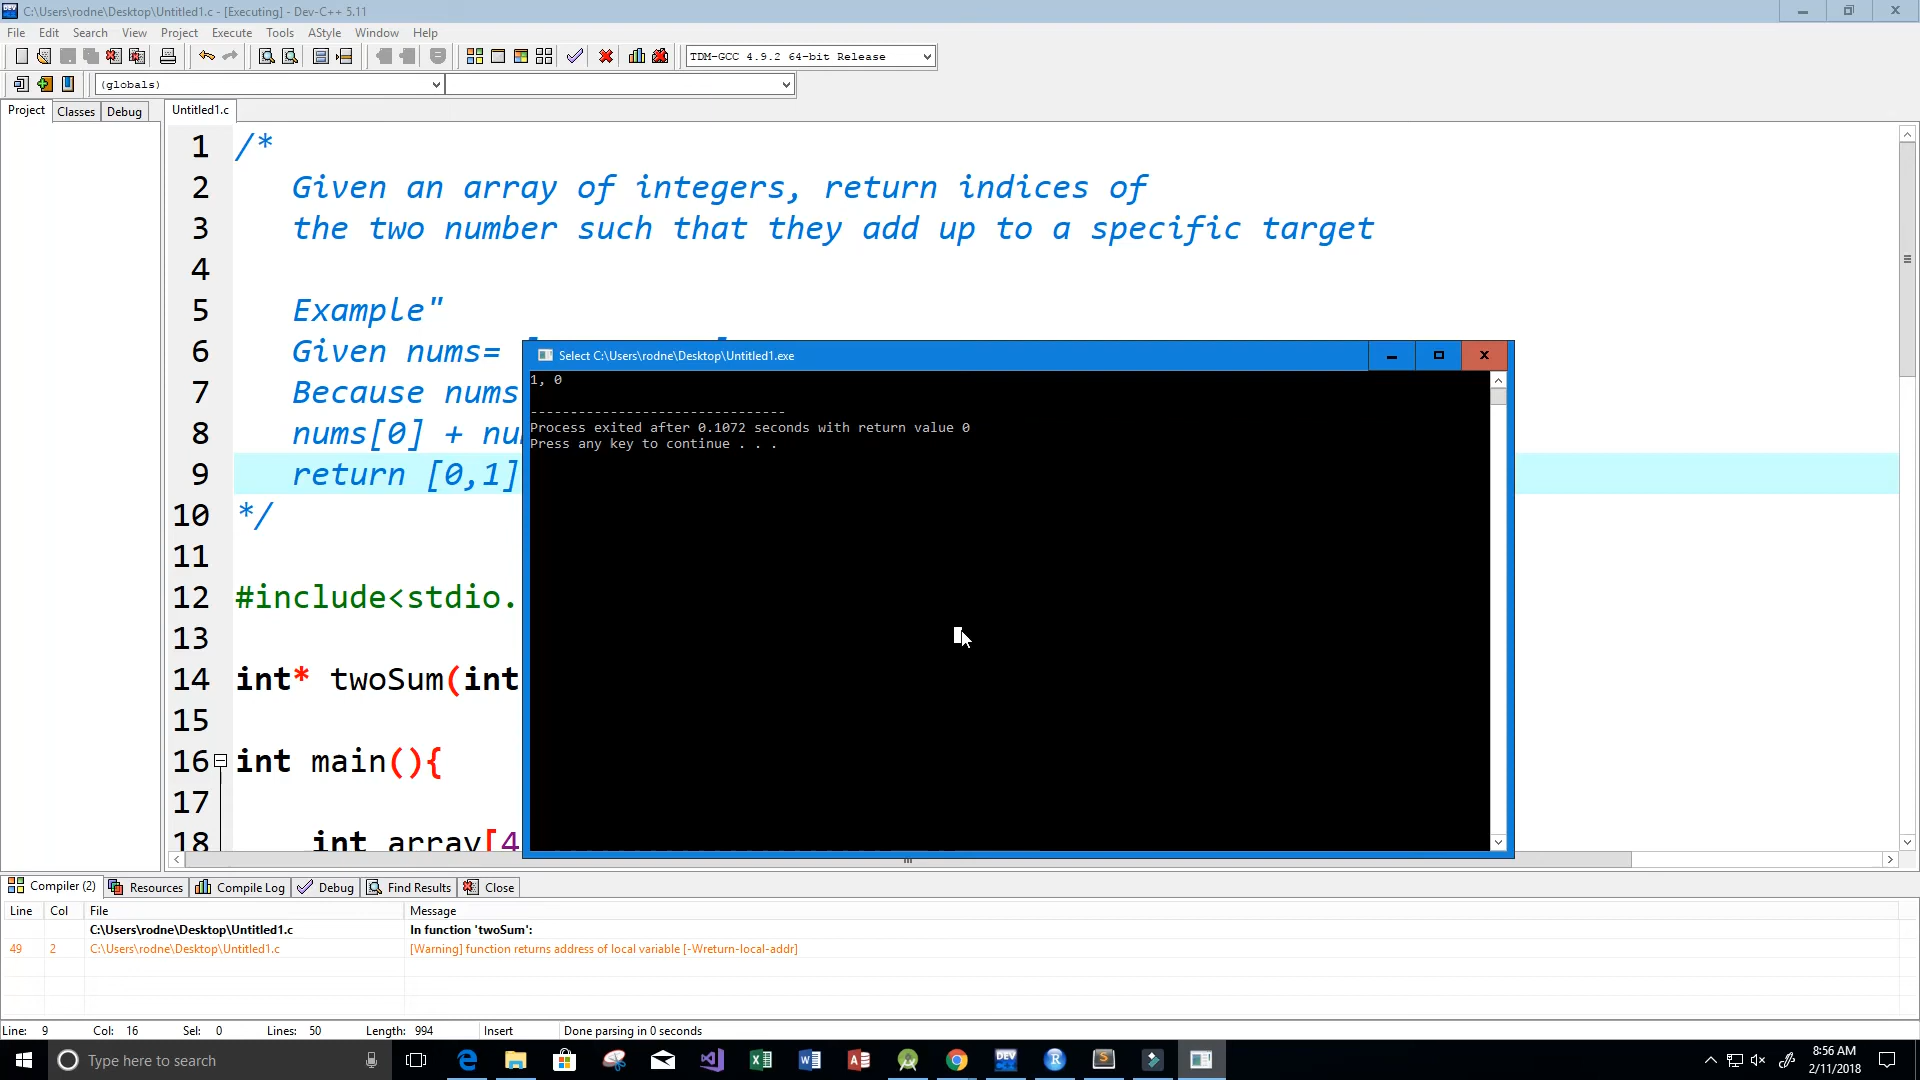 C:\Users\rodne\Desktop\Untitled1.c - [Executing] - Dev-C++ 5.11
File Edit Search View Project Execute Tools AStyle Window Help
TDM-GCC 4.9.2 64-bit Release
(globals)
Project Classes Debug Untitled1.c
1 /*
2 Given an array of integers, return indices of
3 the two number such that they add up to a specific target
4
5 Example"
6 Given nums=
7 Because nums
8 nums[0] +
9 return [0,1]
10 */
11
12 #include<stdio.
13
14 int* twoSum(int
15
16 int main(){
17
18 int array[4
Select C:\Users\rodne\Desktop\Untitled1.exe
1, 0
--------------------------------
Process exited after 0.1072 seconds with return value 0
Press any key to continue . . .
Compiler (2) Resources Compile Log Debug Find Results Close
Line Col File Message
C:\Users\rodne\Desktop\Untitled1.c In function 'twoSum':
49 2 C:\Users\rodne\Desktop\Untitled1.c [Warning] function returns address of local variable [-Wreturn-local-addr]
Line: 9 Col: 16 Sel: 0 Lines: 50 Length: 994 Insert Done parsing in 0 seconds
Type here to search
8:56 AM
2/11/2018